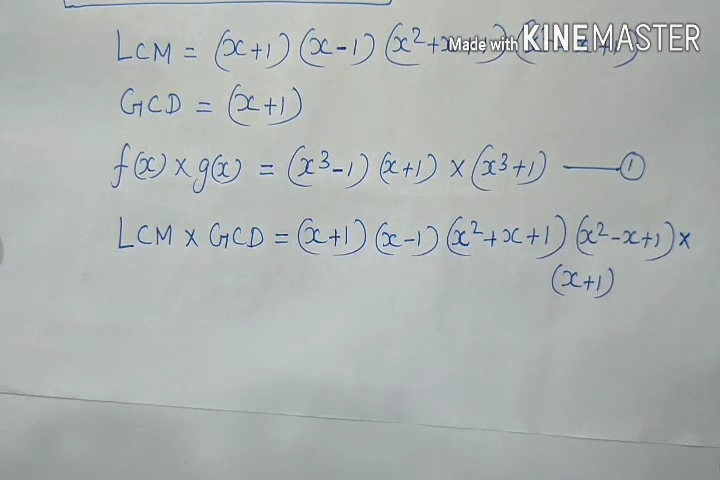 LCM = (x+1) (x-1) (x²+x+1) (
Made with KINEMASTER
GCD = (x+1)
f(x) × g(x) = (x³-1) (x+1) × (x³+1) —— ①
LCM × GCD = (x+1) (x-1) (x²+x+1) (x²-x+1) ×
(x+1)